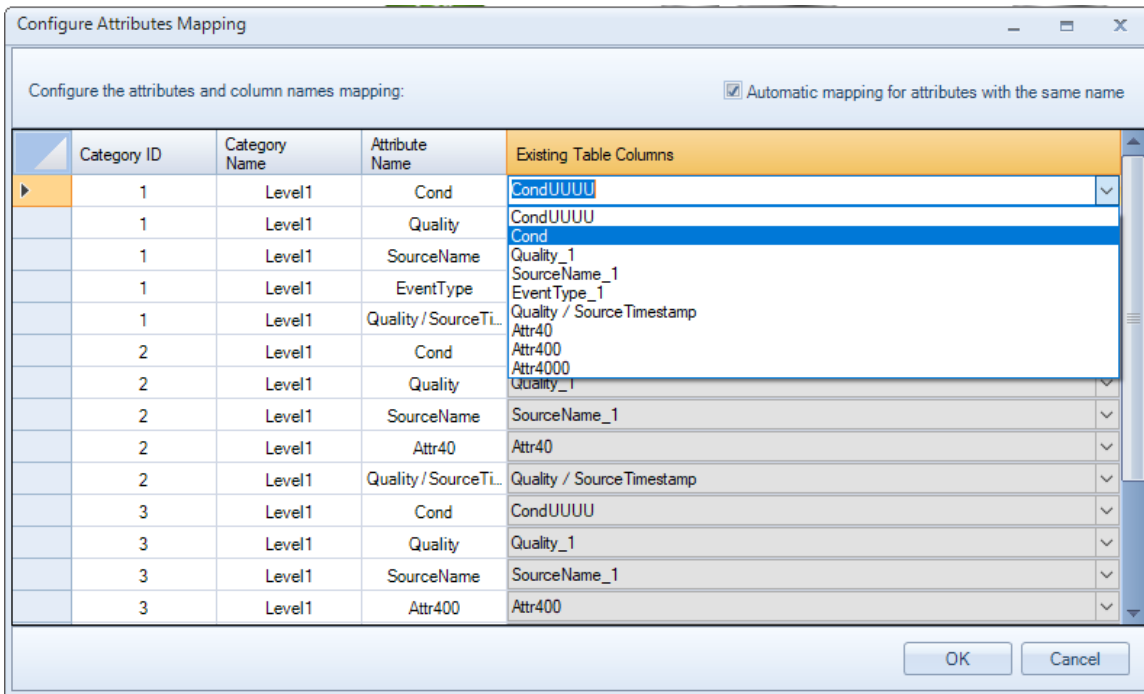 Configure Attributes Mapping
Configure the attributes and column names mapping:
Automatic mapping for attributes with the same name
Category ID Category Name Attribute Name Existing Table Columns
1 Level1 Cond CondUUUU
1 Level1 Quality
1 Level1 SourceName
1 Level1 EventType
1 Level1 Quality / SourceTi...
CondUUUU
Cond
Quality_1
SourceName_1
EventType_1
Quality / SourceTimestamp
Attr40
Attr400
Attr4000
2 Level1 Cond
2 Level1 Quality Quality_1
2 Level1 SourceName SourceName_1
2 Level1 Attr40 Attr40
2 Level1 Quality / SourceTi... Quality / SourceTimestamp
3 Level1 Cond CondUUUU
3 Level1 Quality Quality_1
3 Level1 SourceName SourceName_1
3 Level1 Attr400 Attr400
OK Cancel